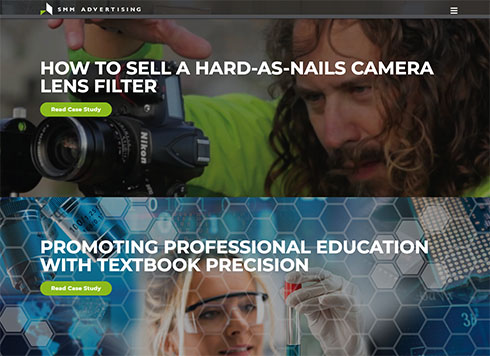 SMM ADVERTISING
HOW TO SELL A HARD-AS-NAILS CAMERA
LENS FILTER
Read Case Study
Nikon
PROMOTING PROFESSIONAL EDUCATION
WITH TEXTBOOK PRECISION
Read Case Study
36